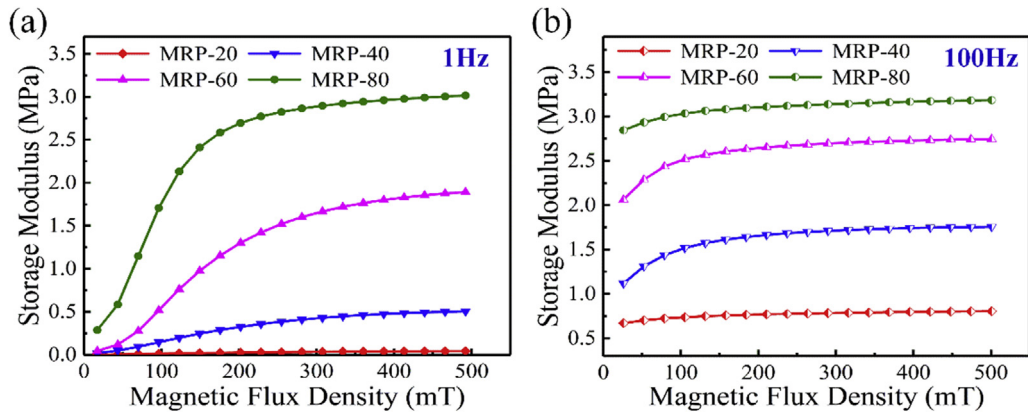 (a)
MRP-20 MRP-40
MRP-60 MRP-80
1Hz
Storage Modulus (MPa)
3.5
3.0
2.5
2.0
1.5
1.0
0.5
0.0
0 100 200 300 400 500
Magnetic Flux Density (mT)
(b)
MRP-20 MRP-40
MRP-60 MRP-80
100Hz
Storage Modulus (MPa)
3.5
3.0
2.5
2.0
1.5
1.0
0.5
0 100 200 300 400 500
Magnetic Flux Density (mT)